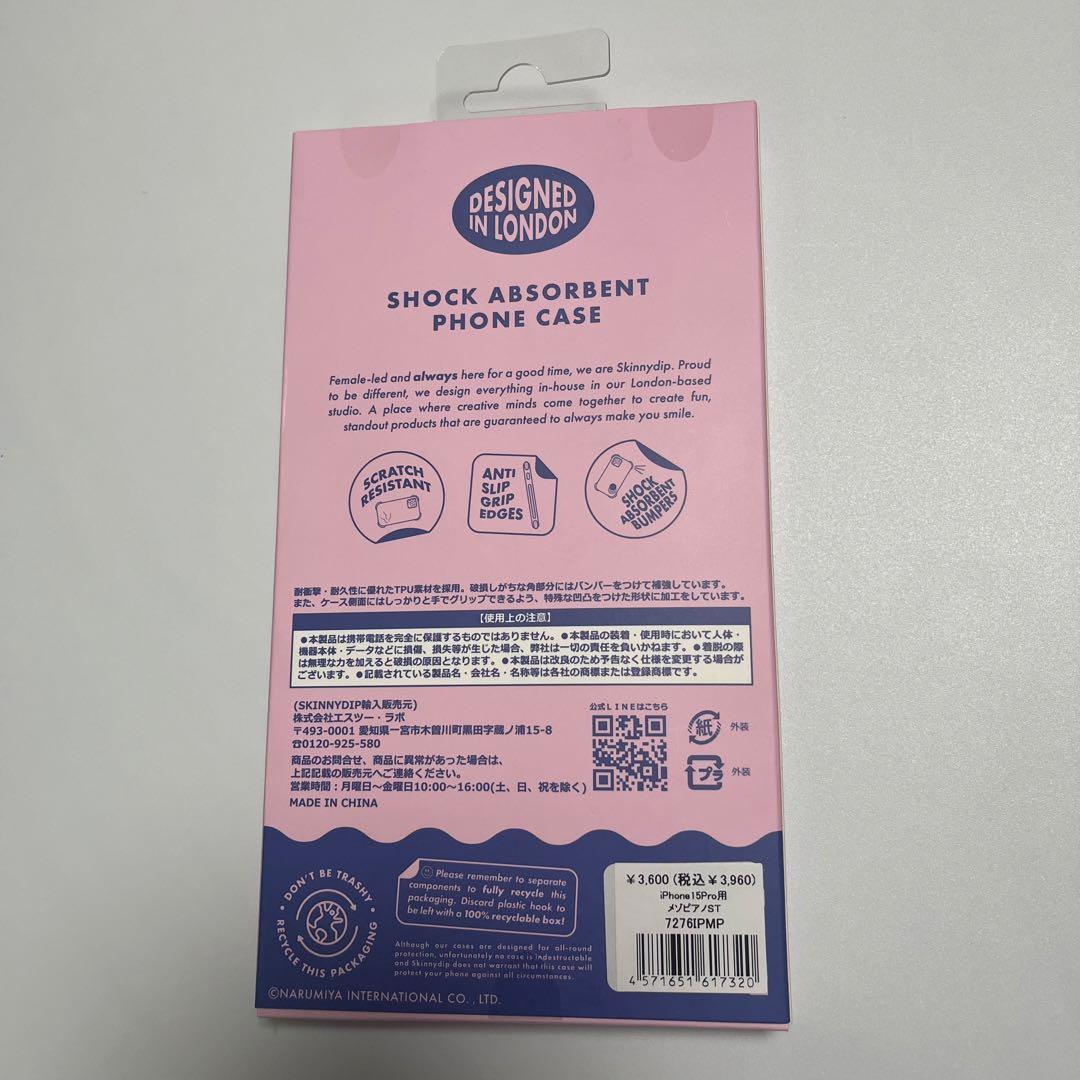 DESIGNED
IN LONDON
SHOCK ABSORBENT
PHONE CASE
Female-led and always here for a good time, we are Skinnydip. Proud
to be different, we design everything in-house in our London-based
studio. A place where creative minds come together to create fun,
standout products that are guaranteed to always make you smile.
SCRATCH
RESISTANT
ANTI
SLIP
GRIP
EDGES
SHOCK
ABSORBENT
BUMPERS
耐衝撃・耐久性に優れたTPU素材を採用。破損しがちな角部分にはバンパーをつけて補強しています。
また、ケース側面にはしっかりと手でグリップできるよう、特殊な凹凸をつけた形状に加工をしています。
【使用上の注意】
●本製品は携帯電話を完全に保護するものではありません。●本製品の装着・使用時において人体・
機器本体・データなどに損傷、損失等が生じた場合、弊社は一切の責任を負いかねます。●着脱の際
は無理な力を加えると破損の原因となります。●本製品は改良のため予告なく仕様を変更する場合が
ございます。●記載されている製品名・会社名・名称等は各社の商標または登録商標です。
(SKINNYDIP輸入販売元)
株式会社エスツー・ラボ
〒493-0001 愛知県一宮市木曽川町黒田字蔵ノ浦15-8
☎0120-925-580
商品のお問合せ、商品に異常があった場合は、
上記記載の販売元へご連絡ください。
営業時間：月曜日～金曜日10:00～16:00(土、日、祝を除く)
MADE IN CHINA
公式LINEはこちら
紙 外装
プラ 外装
DON'T BE TRASHY
RECYCLE THIS PACKAGING
Please remember to separate
components to fully recycle this
packaging. Discard plastic hook to
be left with a 100% recyclable box!
Although our cases are designed for all-round
protection, unfortunately no case is indestructable
and Skinnydip does not warrant that this case will
protect your phone against all circumstances.
©NARUMIYA INTERNATIONAL CO., LTD.
￥3,600(税込￥3,960)
iPhone15Pro用
メゾピアノST
7276IPMP
4 571651 617320